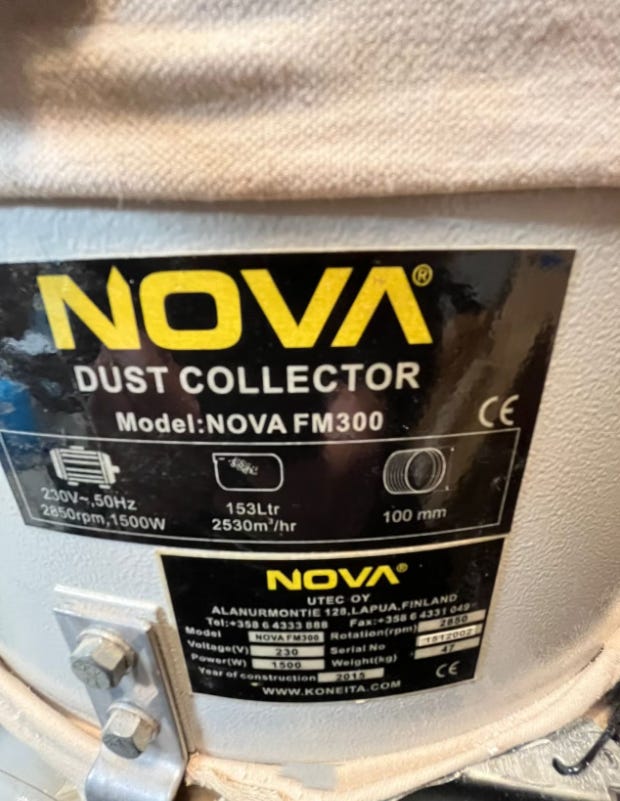 NOVA®
DUST COLLECTOR
Model:NOVA FM300
CE
230V~,50Hz
2850rpm,1500W
153Ltr
2530m³/hr
100 mm
NOVA®
UTEC OY
ALANURMONTIE 128,LAPUA,FINLAND
Tel:+358 6 4333 888 Fax:+358 6 4331 049
Model NOVA FM300 Rotation(rpm) 2850
Voltage(V) 230 Serial No 1512002
Power(W) 1500 Weight(kg) 47
Year of construction 2015 CE
WWW.KONEITA.COM